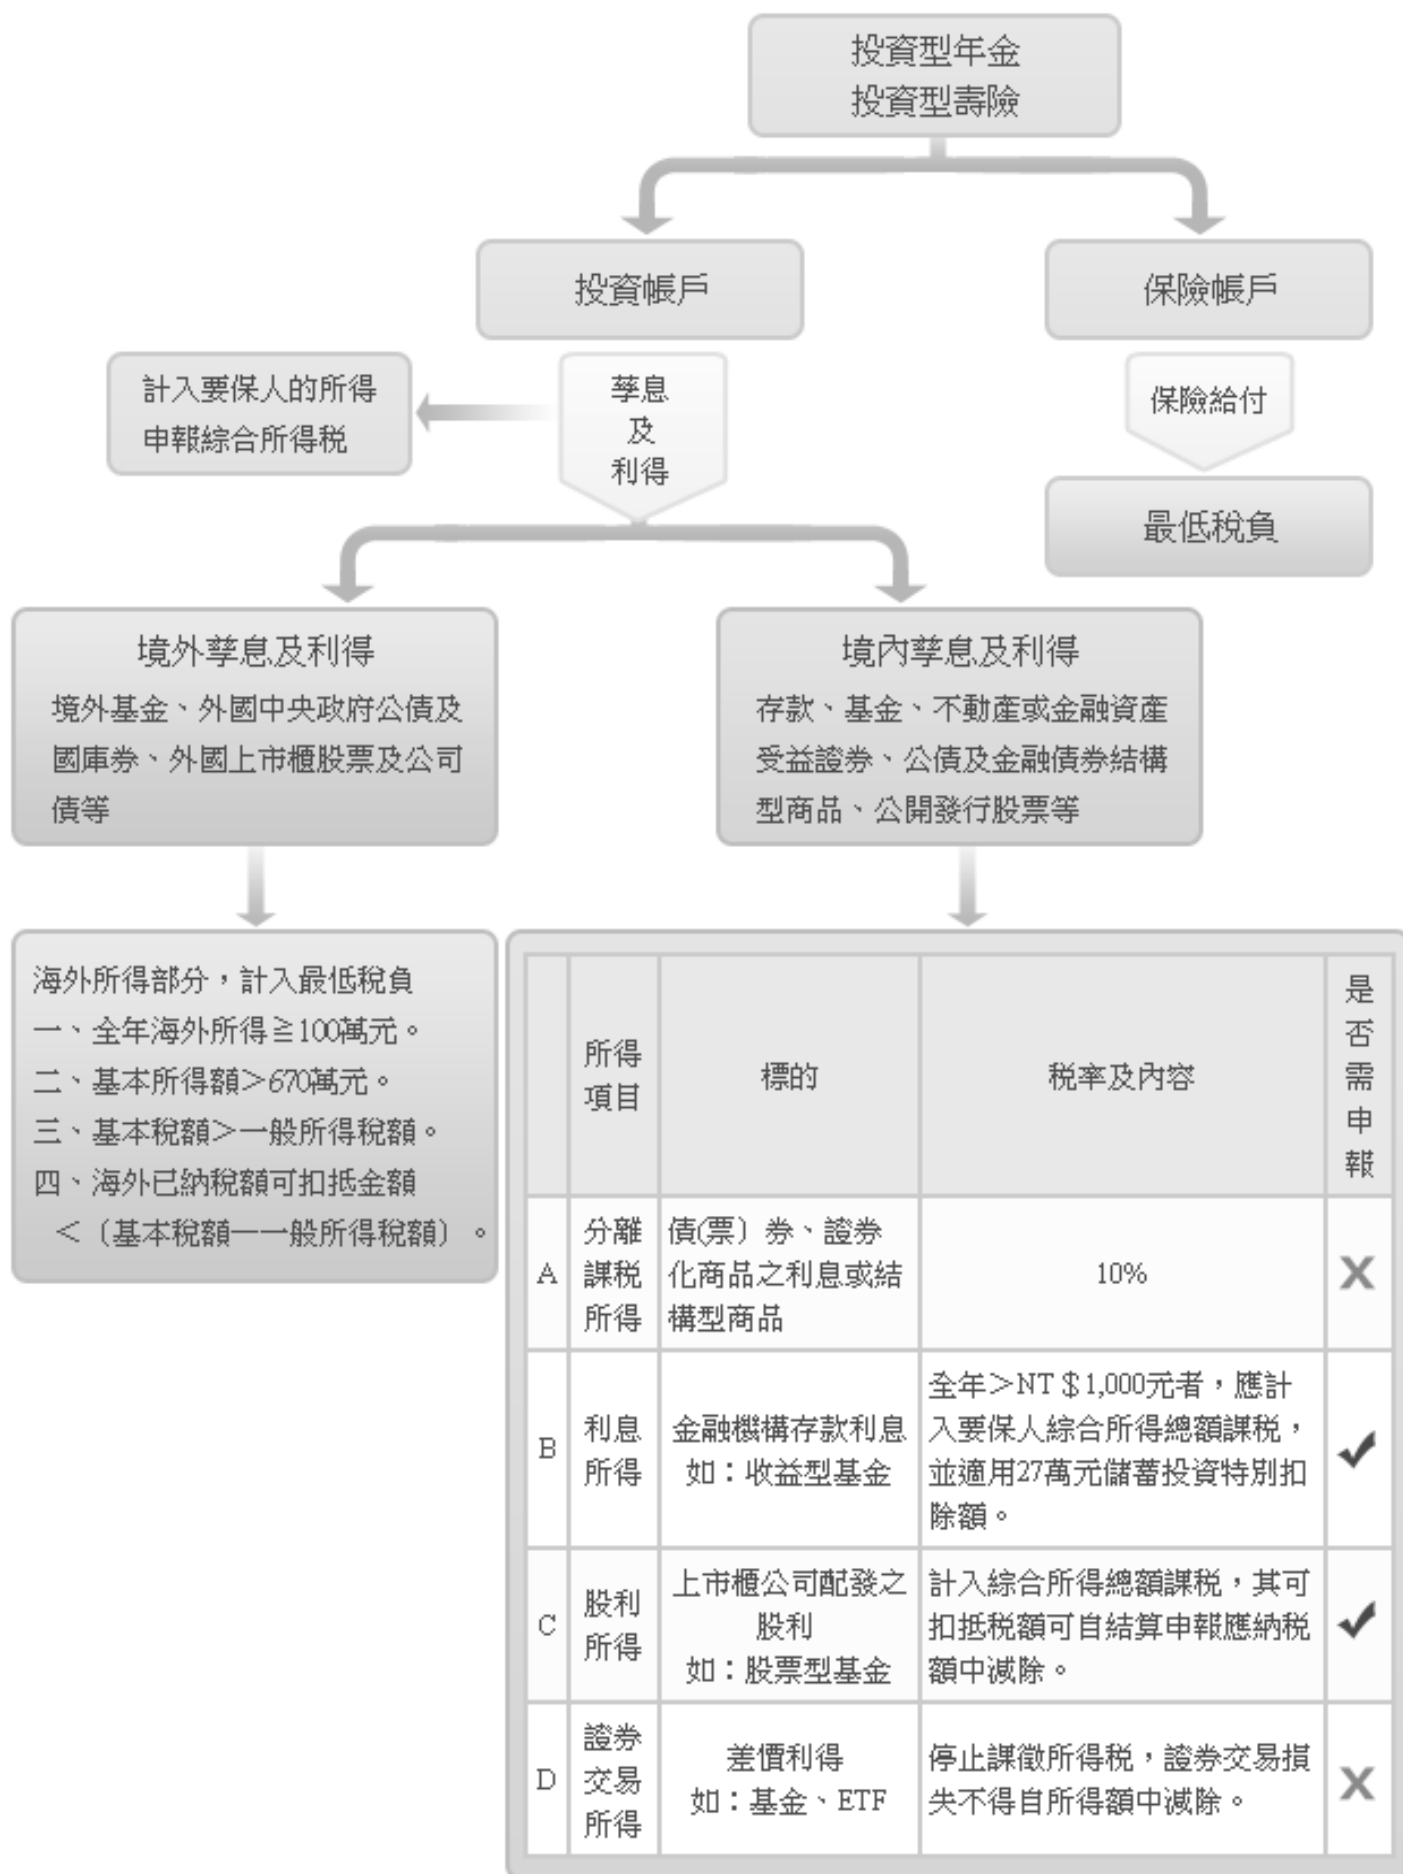 投資型年金
投資型壽險
投資帳戶
保險帳戶
計入要保人的所得
申報綜合所得稅
孳息
及
利得
保險給付
最低稅負
境外孳息及利得
境外基金、外國中央政府公債及
國庫券、外國上市櫃股票及公司
債等
境內孳息及利得
存款、基金、不動產或金融資產
受益證券、公債及金融債券結構
型商品、公開發行股票等
海外所得部分，計入最低稅負
一、全年海外所得≧100萬元。
二、基本所得額＞670萬元。
三、基本稅額＞一般所得稅額。
四、海外已納稅額可扣抵金額
＜〔基本稅額—一般所得稅額〕。
所得
項目
標的
稅率及內容
是
否
需
申
報
A
分離
課稅
所得
債(票）券、證券
化商品之利息或結
構型商品
10%
X
B
利息
所得
金融機構存款利息
如：收益型基金
全年＞NT＄1,000元者，應計
入要保人綜合所得總額課稅，
並適用27萬元儲蓄投資特別扣
除額。
✔
C
股利
所得
上市櫃公司配發之
股利
如：股票型基金
計入綜合所得總額課稅，其可
扣抵稅額可自結算申報應納稅
額中減除。
✔
D
證券
交易
所得
差價利得
如：基金、ETF
停止課徵所得稅，證券交易損
失不得自所得額中減除。
X